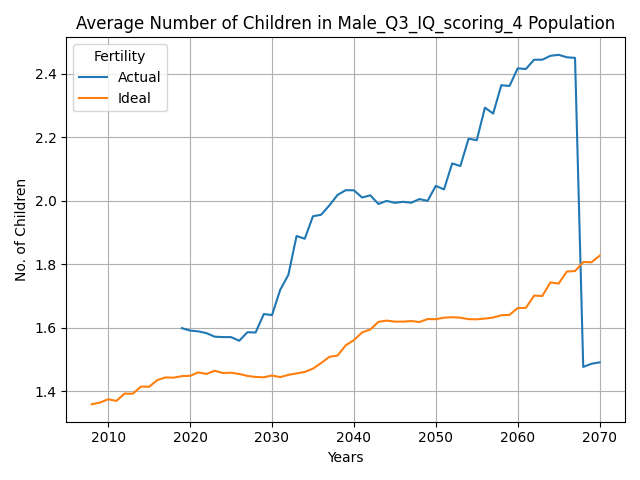 Average Number of Children in Male_Q3_IQ_scoring_4 Population
Fertility
Actual
Ideal
No. of Children
2.4
2.2
2.0
1.8
1.6
1.4
2010 2020 2030 2040 2050 2060 2070
Years